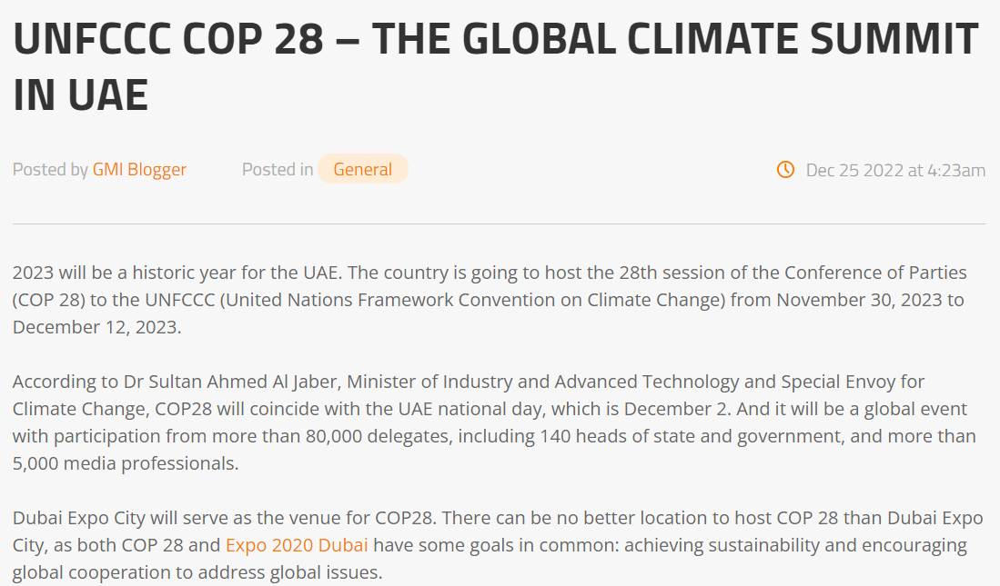 UNFCCC COP 28 – THE GLOBAL CLIMATE SUMMIT
IN UAE
Posted by GMI Blogger Posted in General Dec 25 2022 at 4:23am
2023 will be a historic year for the UAE. The country is going to host the 28th session of the Conference of Parties
(COP 28) to the UNFCCC (United Nations Framework Convention on Climate Change) from November 30, 2023 to
December 12, 2023.
According to Dr Sultan Ahmed Al Jaber, Minister of Industry and Advanced Technology and Special Envoy for
Climate Change, COP28 will coincide with the UAE national day, which is December 2. And it will be a global event
with participation from more than 80,000 delegates, including 140 heads of state and government, and more than
5,000 media professionals.
Dubai Expo City will serve as the venue for COP28. There can be no better location to host COP 28 than Dubai Expo
City, as both COP 28 and Expo 2020 Dubai have some goals in common: achieving sustainability and encouraging
global cooperation to address global issues.